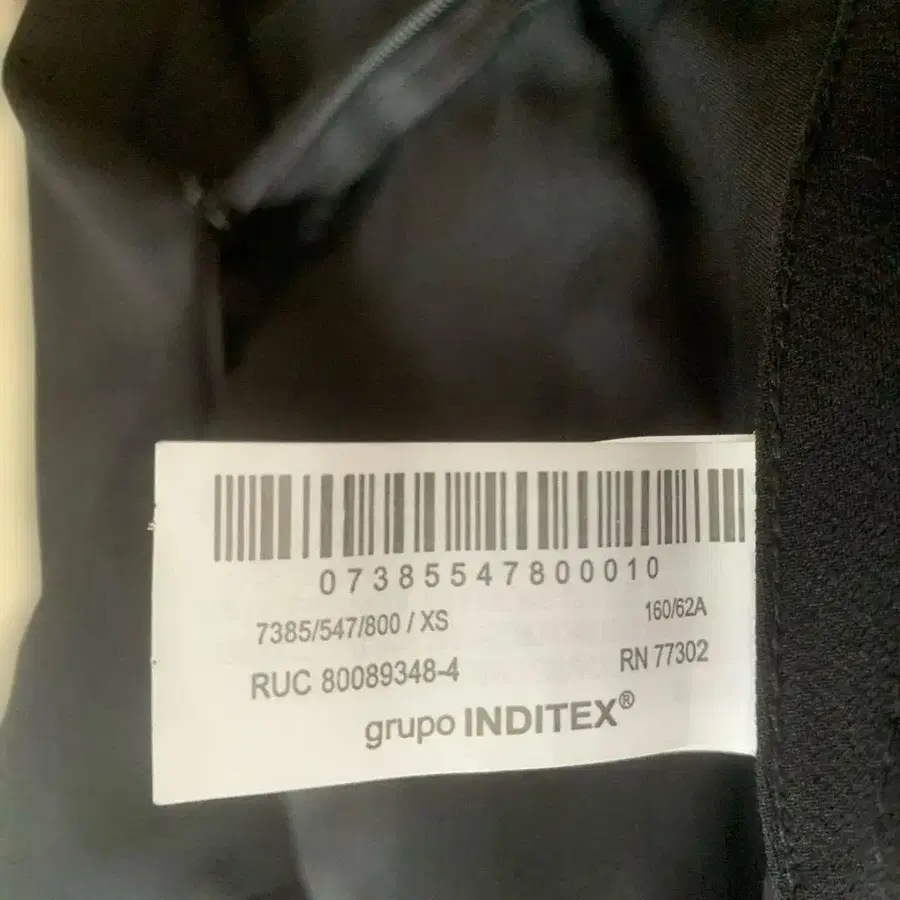 07385547800010
7385/547/800 / XS 160/62A
RUC 80089348-4 RN 77302
grupo INDITEX®